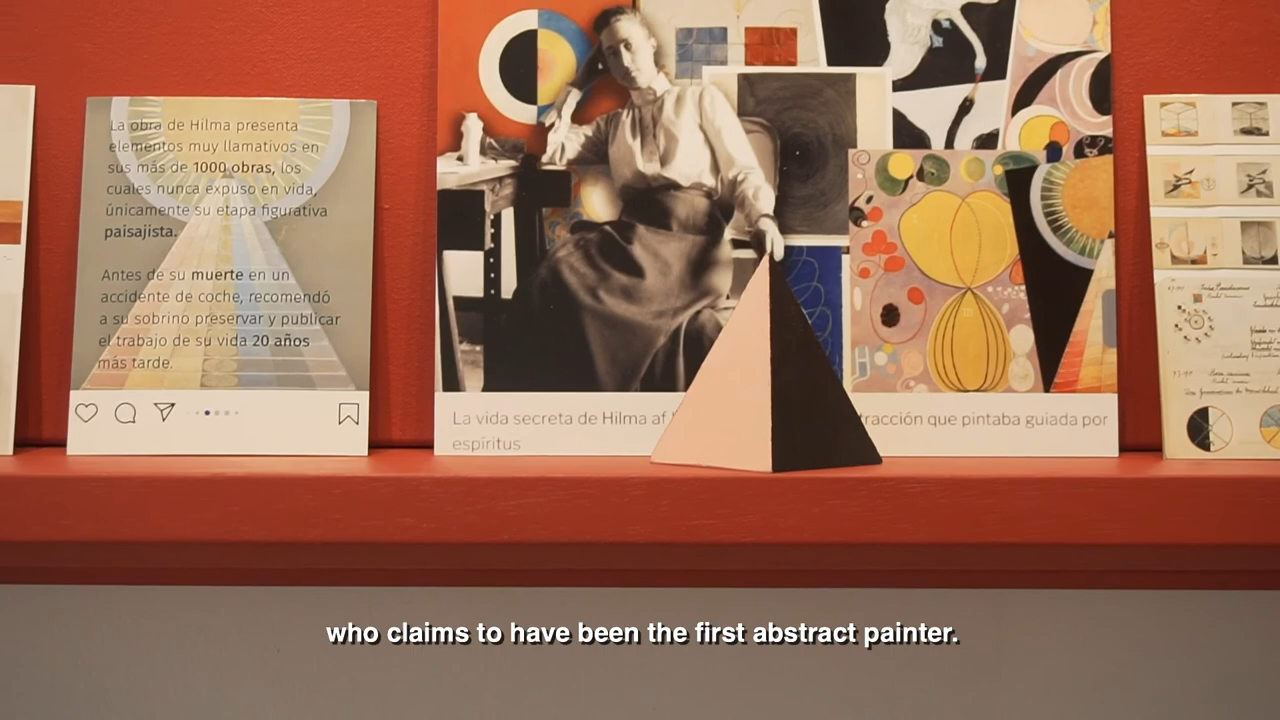 La obra de Hilma presenta
elementos muy llamativos en
sus más de 1000 obras, los
cuales nunca expuso en vida,
únicamente su etapa figurativa
paisajista.
Antes de su muerte en un
accidente de coche, recomendó
a su sobrino preservar y publicar
el trabajo de su vida 20 años
más tarde.
La vida secreta de Hilma af
tracción que pintaba guiada por
espíritus
who claims to have been the first abstract painter.